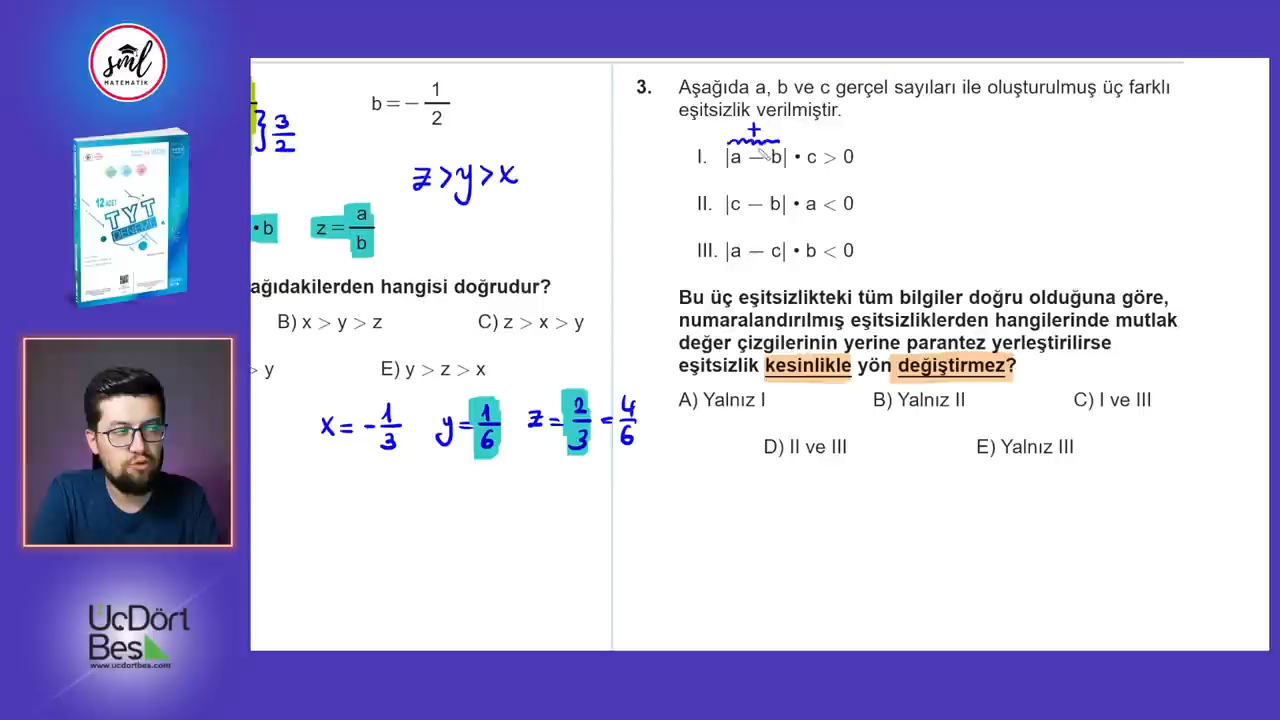 sml
MATEMATİK
12 ADET
TYT
DENEME
ÜcDört
Bes
www.ucdortbes.com
} 3/2
b = − 1/2
z > y > x
• b
z = a/b
ağıdakilerden hangisi doğrudur?
B) x > y > z
C) z > x > y
> y
E) y > z > x
x = − 1/3
y = 1/6
z = 2/3 = 4/6
3. Aşağıda a, b ve c gerçel sayıları ile oluşturulmuş üç farklı
eşitsizlik verilmiştir.
+
I. |a − b| • c > 0
II. |c − b| • a < 0
III. |a − c| • b < 0
Bu üç eşitsizlikteki tüm bilgiler doğru olduğuna göre,
numaralandırılmış eşitsizliklerden hangilerinde mutlak
değer çizgilerinin yerine parantez yerleştirilirse
eşitsizlik kesinlikle yön değiştirmez?
A) Yalnız I
B) Yalnız II
C) I ve III
D) II ve III
E) Yalnız III